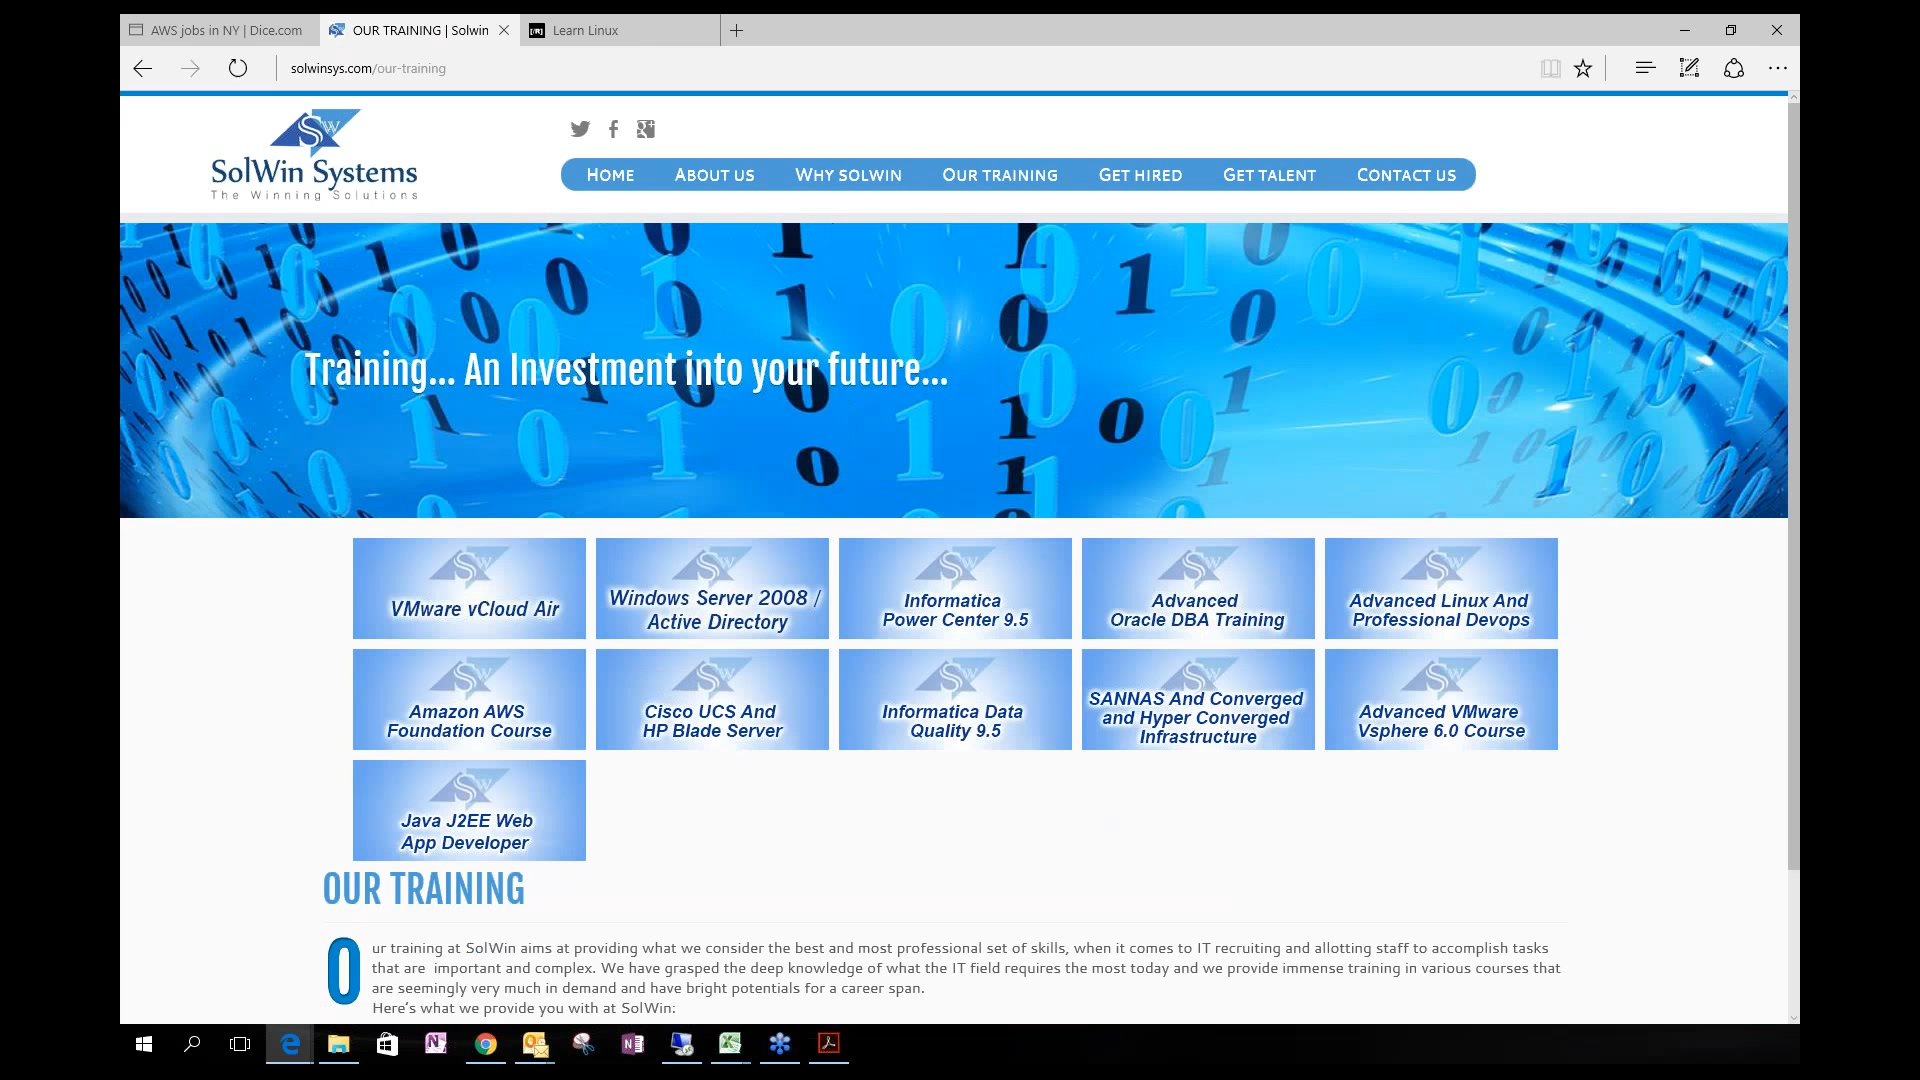 AWS jobs in NY | Dice.com
OUR TRAINING | Solwin
Learn Linux
solwinsys.com/our-training
SW
SolWin Systems
The Winning Solutions
HOME
ABOUT US
WHY SOLWIN
OUR TRAINING
GET HIRED
GET TALENT
CONTACT US
Training... An Investment into your future...
VMware vCloud Air
Windows Server 2008 /
Active Directory
Informatica
Power Center 9.5
Advanced
Oracle DBA Training
Advanced Linux And
Professional Devops
Amazon AWS
Foundation Course
Cisco UCS And
HP Blade Server
Informatica Data
Quality 9.5
SANNAS And Converged
and Hyper Converged
Infrastructure
Advanced VMware
Vsphere 6.0 Course
Java J2EE Web
App Developer
OUR TRAINING
Our training at SolWin aims at providing what we consider the best and most professional set of skills, when it comes to IT recruiting and allotting staff to accomplish tasks
that are important and complex. We have grasped the deep knowledge of what the IT field requires the most today and we provide immense training in various courses that
are seemingly very much in demand and have bright potentials for a career span.
Here's what we provide you with at SolWin: